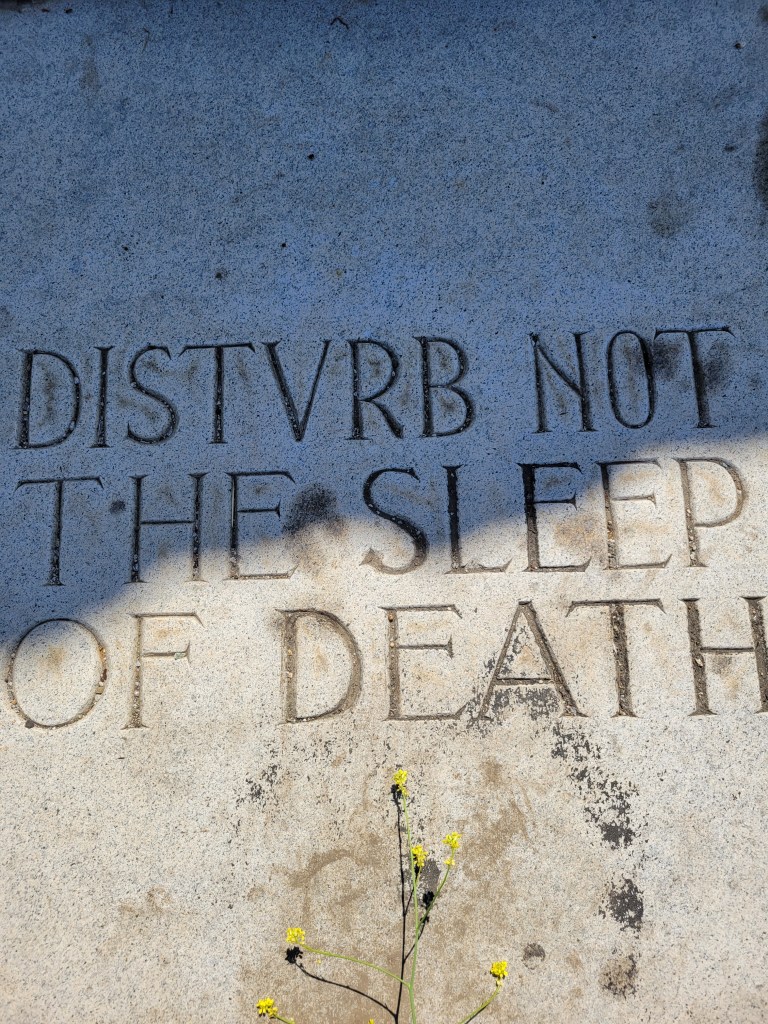 DISTVRB NOT
THE SLEEP
OF DEATH